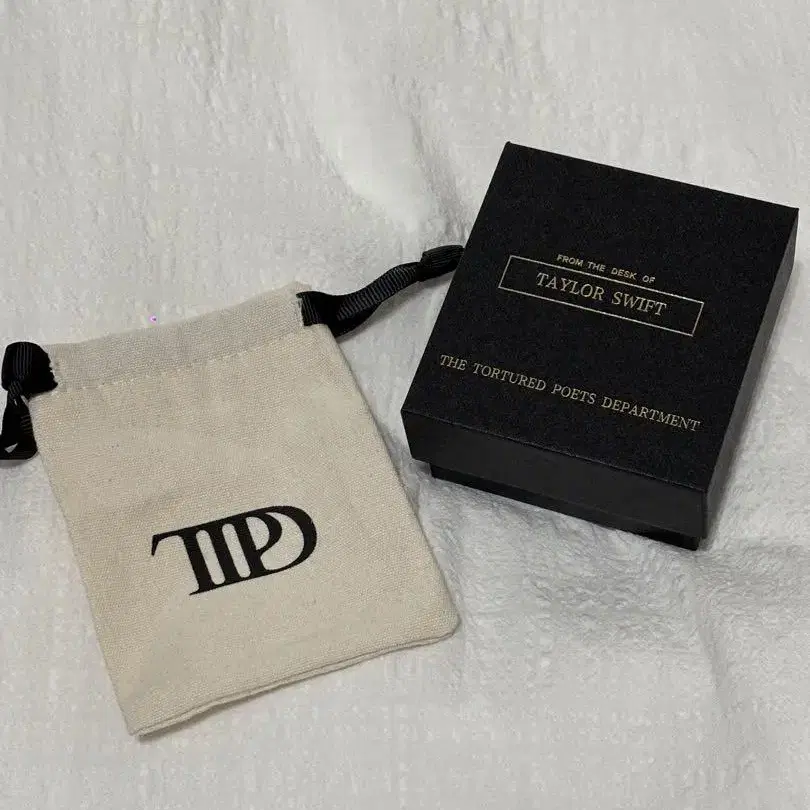 FROM THE DESK OF
TAYLOR SWIFT
THE TORTURED POETS DEPARTMENT
TTPD